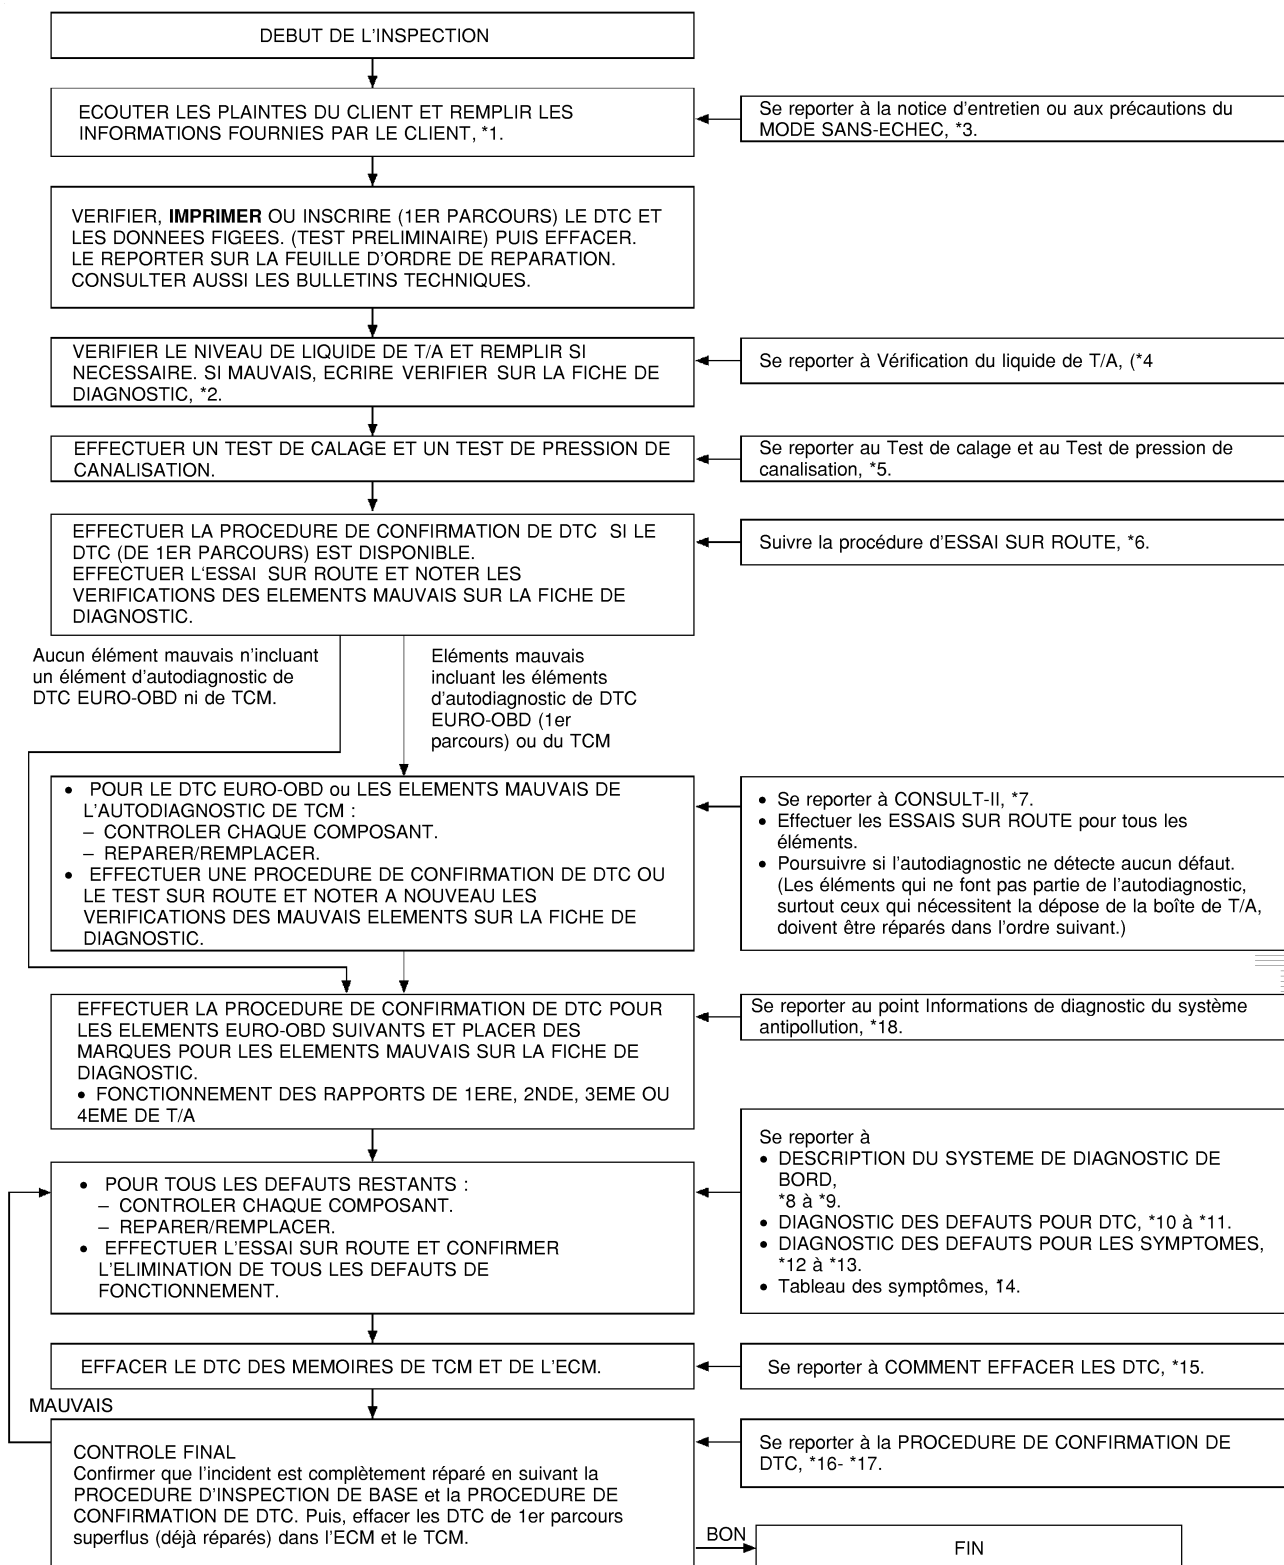 DEBUT DE L'INSPECTION
ECOUTER LES PLAINTES DU CLIENT ET REMPLIR LES
INFORMATIONS FOURNIES PAR LE CLIENT, *1.
Se reporter à la notice d'entretien ou aux précautions du
MODE SANS-ECHEC, *3.
VERIFIER, IMPRIMER OU INSCRIRE (1ER PARCOURS) LE DTC ET
LES DONNEES FIGEES. (TEST PRELIMINAIRE) PUIS EFFACER.
LE REPORTER SUR LA FEUILLE D'ORDRE DE REPARATION.
CONSULTER AUSSI LES BULLETINS TECHNIQUES.
VERIFIER LE NIVEAU DE LIQUIDE DE T/A ET REMPLIR SI
NECESSAIRE. SI MAUVAIS, ECRIRE VERIFIER SUR LA FICHE DE
DIAGNOSTIC, *2.
Se reporter à Vérification du liquide de T/A, (*4
EFFECTUER UN TEST DE CALAGE ET UN TEST DE PRESSION DE
CANALISATION.
Se reporter au Test de calage et au Test de pression de
canalisation, *5.
EFFECTUER LA PROCEDURE DE CONFIRMATION DE DTC SI LE
DTC (DE 1ER PARCOURS) EST DISPONIBLE.
EFFECTUER L'ESSAI SUR ROUTE ET NOTER LES
VERIFICATIONS DES ELEMENTS MAUVAIS SUR LA FICHE DE
DIAGNOSTIC.
Suivre la procédure d'ESSAI SUR ROUTE, *6.
Aucun élément mauvais n'incluant
un élément d'autodiagnostic de
DTC EURO-OBD ni de TCM.
Eléments mauvais
incluant les éléments
d'autodiagnostic de DTC
EURO-OBD (1er
parcours) ou du TCM
• POUR LE DTC EURO-OBD ou LES ELEMENTS MAUVAIS DE
L'AUTODIAGNOSTIC DE TCM :
– CONTROLER CHAQUE COMPOSANT.
– REPARER/REMPLACER.
• EFFECTUER UNE PROCEDURE DE CONFIRMATION DE DTC OU
LE TEST SUR ROUTE ET NOTER A NOUVEAU LES
VERIFICATIONS DES MAUVAIS ELEMENTS SUR LA FICHE DE
DIAGNOSTIC.
• Se reporter à CONSULT-II, *7.
• Effectuer les ESSAIS SUR ROUTE pour tous les
éléments.
• Poursuivre si l'autodiagnostic ne détecte aucun défaut.
(Les éléments qui ne font pas partie de l'autodiagnostic,
surtout ceux qui nécessitent la dépose de la boîte de T/A,
doivent être réparés dans l'ordre suivant.)
EFFECTUER LA PROCEDURE DE CONFIRMATION DE DTC POUR
LES ELEMENTS EURO-OBD SUIVANTS ET PLACER DES
MARQUES POUR LES ELEMENTS MAUVAIS SUR LA FICHE DE
DIAGNOSTIC.
• FONCTIONNEMENT DES RAPPORTS DE 1ERE, 2NDE, 3EME OU
4EME DE T/A
Se reporter au point Informations de diagnostic du système
antipollution, *18.
• POUR TOUS LES DEFAUTS RESTANTS :
– CONTROLER CHAQUE COMPOSANT.
– REPARER/REMPLACER.
• EFFECTUER L'ESSAI SUR ROUTE ET CONFIRMER
L'ELIMINATION DE TOUS LES DEFAUTS DE
FONCTIONNEMENT.
Se reporter à
• DESCRIPTION DU SYSTEME DE DIAGNOSTIC DE
BORD,
*8 à *9.
• DIAGNOSTIC DES DEFAUTS POUR DTC, *10 à *11.
• DIAGNOSTIC DES DEFAUTS POUR LES SYMPTOMES,
*12 à *13.
• Tableau des symptômes, *14.
EFFACER LE DTC DES MEMOIRES DE TCM ET DE L'ECM.
Se reporter à COMMENT EFFACER LES DTC, *15.
MAUVAIS
CONTROLE FINAL
Confirmer que l'incident est complètement réparé en suivant la
PROCEDURE D'INSPECTION DE BASE et la PROCEDURE DE
CONFIRMATION DE DTC. Puis, effacer les DTC de 1er parcours
superflus (déjà réparés) dans l'ECM et le TCM.
Se reporter à la PROCEDURE DE CONFIRMATION DE
DTC, *16- *17.
BON
FIN